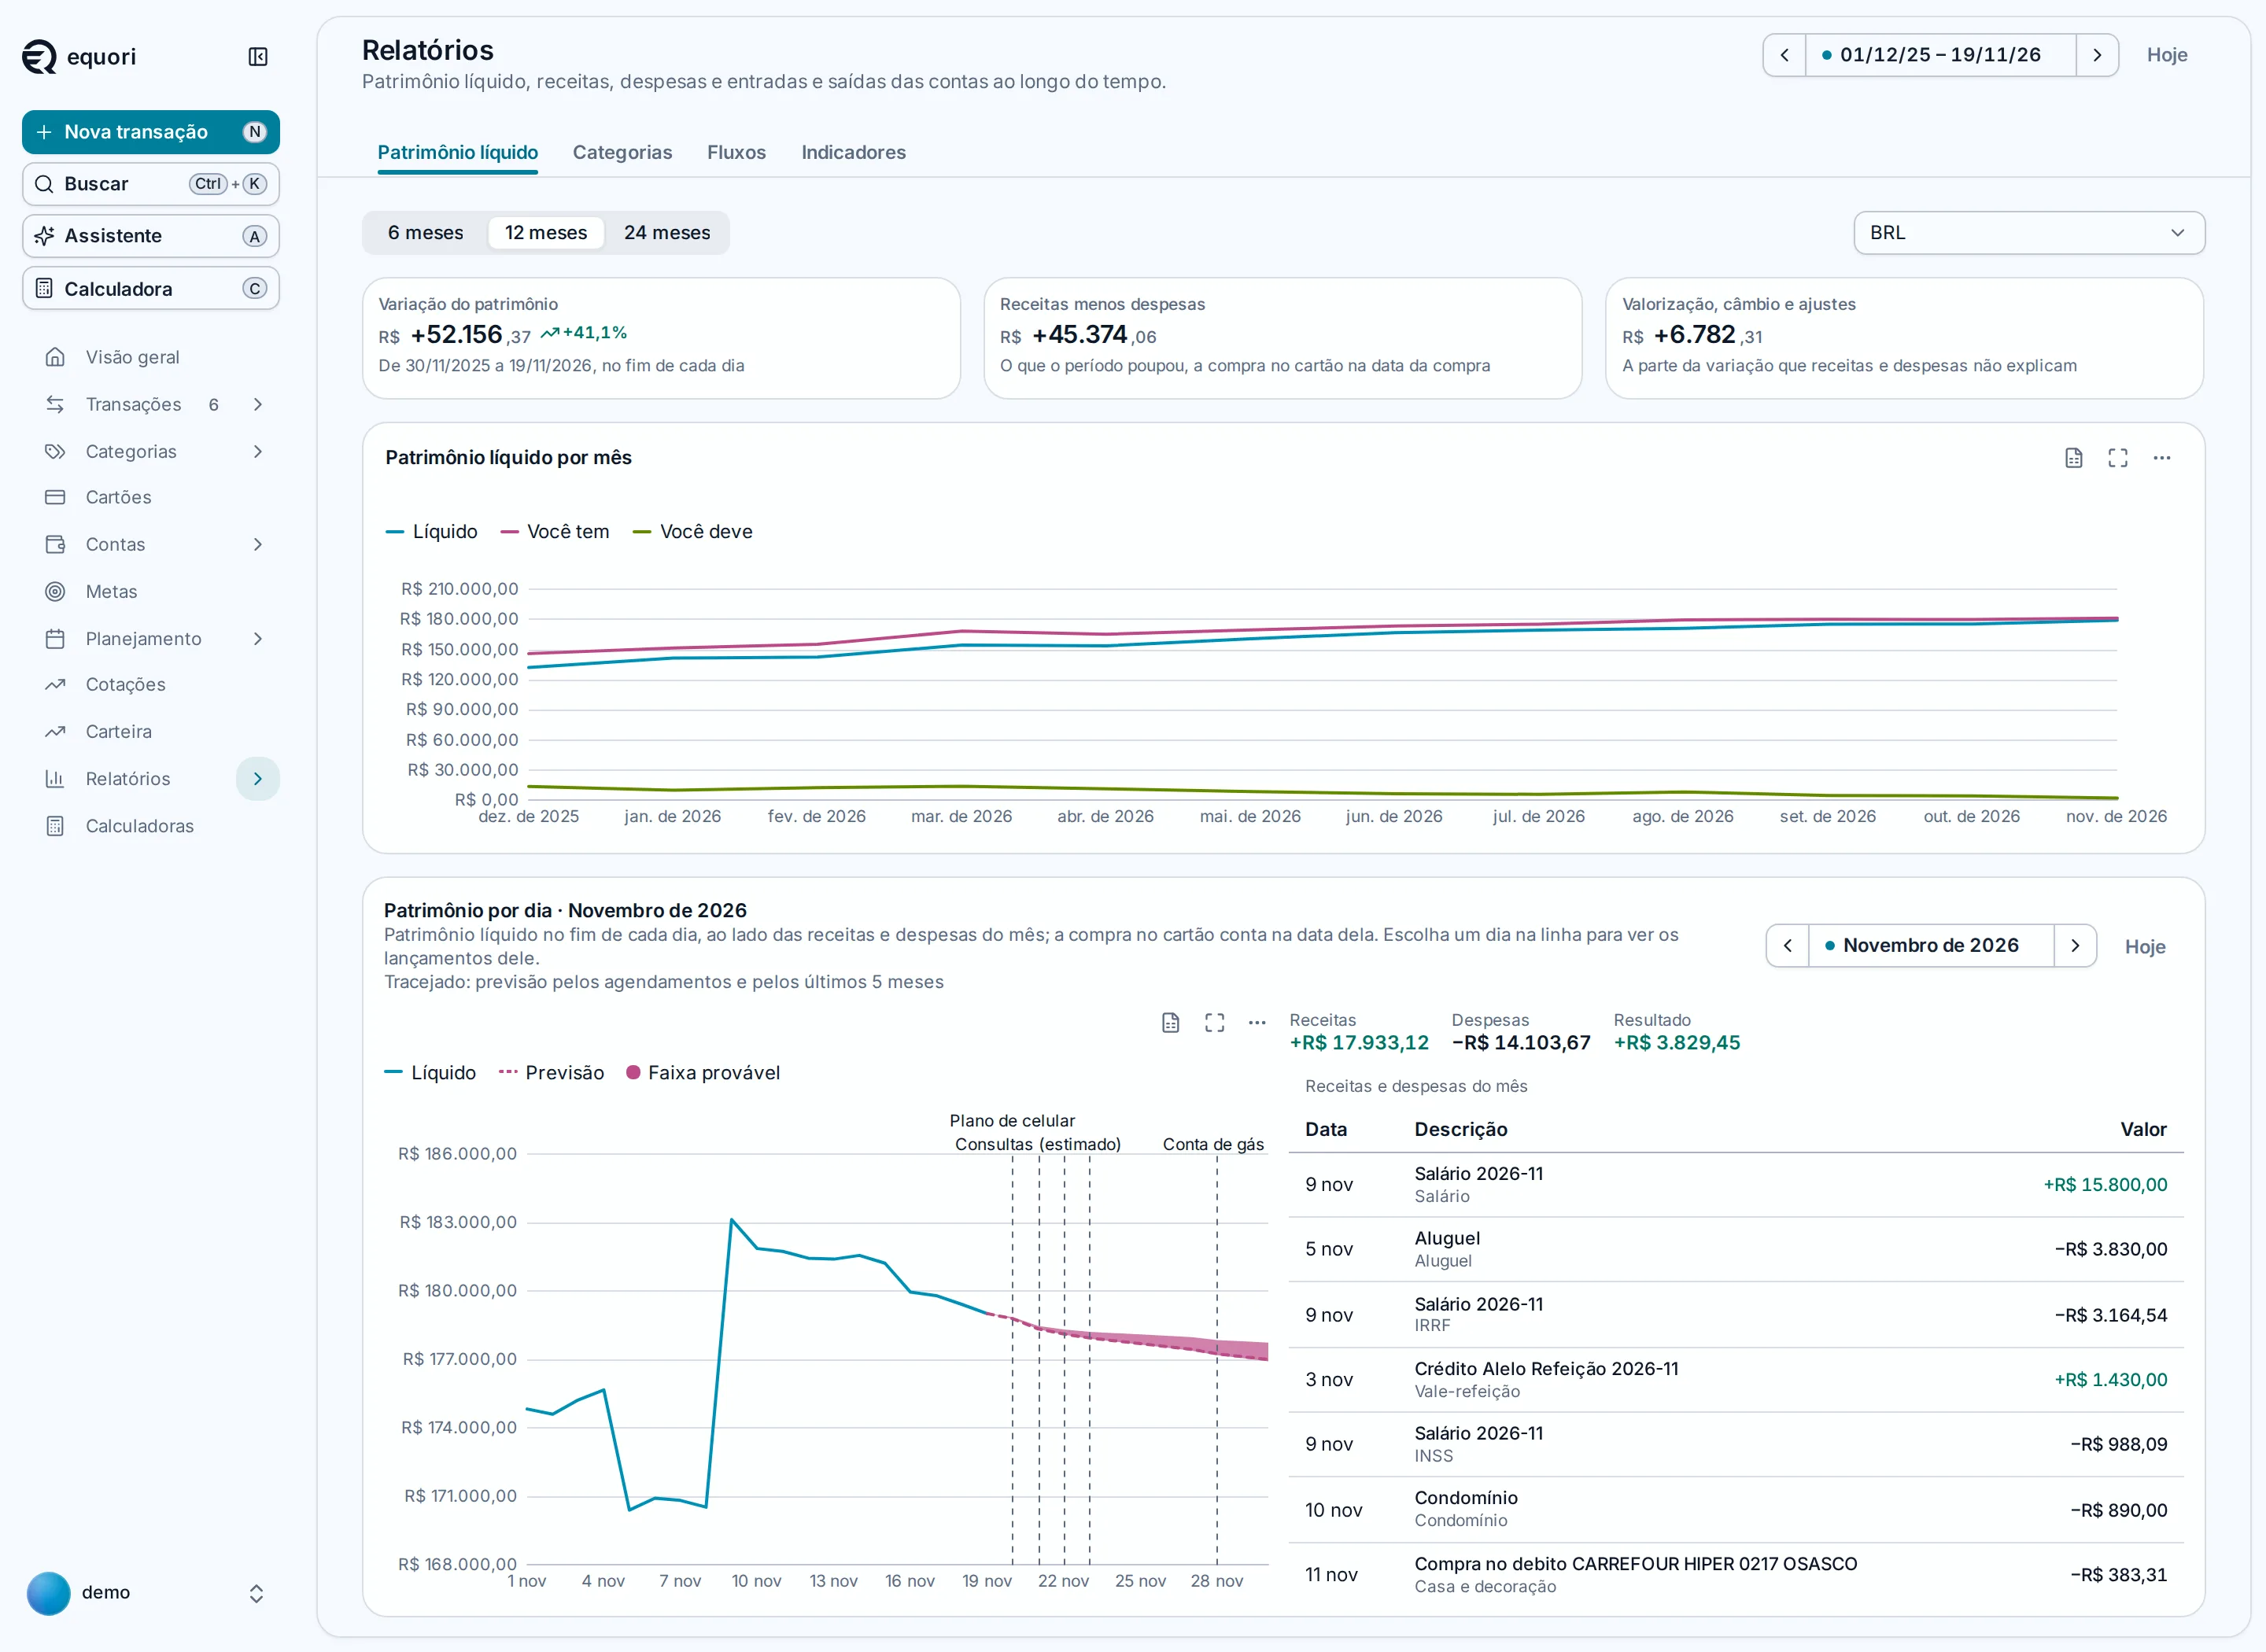 equori
Nova transação N
Buscar Ctrl + K
Assistente A
Calculadora C
Visão geral
Transações 6
Categorias
Cartões
Contas
Metas
Planejamento
Cotações
Carteira
Relatórios
Calculadoras
demo
Relatórios
Patrimônio líquido, receitas, despesas e entradas e saídas das contas ao longo do tempo.
01/12/25 – 19/11/26
Hoje
Patrimônio líquido Categorias Fluxos Indicadores
6 meses 12 meses 24 meses
BRL
Variação do patrimônio
R$ +52.156,37 +41,1%
De 30/11/2025 a 19/11/2026, no fim de cada dia
Receitas menos despesas
R$ +45.374,06
O que o período poupou, a compra no cartão na data da compra
Valorização, câmbio e ajustes
R$ +6.782,31
A parte da variação que receitas e despesas não explicam
Patrimônio líquido por mês
Líquido Você tem Você deve
R$ 210.000,00
R$ 180.000,00
R$ 150.000,00
R$ 120.000,00
R$ 90.000,00
R$ 60.000,00
R$ 30.000,00
R$ 0,00
dez. de 2025 jan. de 2026 fev. de 2026 mar. de 2026 abr. de 2026 mai. de 2026 jun. de 2026 jul. de 2026 ago. de 2026 set. de 2026 out. de 2026 nov. de 2026
Patrimônio por dia · Novembro de 2026
Patrimônio líquido no fim de cada dia, ao lado das receitas e despesas do mês; a compra no cartão conta na data dela. Escolha um dia na linha para ver os
lançamentos dele.
Tracejado: previsão pelos agendamentos e pelos últimos 5 meses
Novembro de 2026
Hoje
Líquido Previsão Faixa provável
Plano de celular
Consultas (estimado) Conta de gás
R$ 186.000,00
R$ 183.000,00
R$ 180.000,00
R$ 177.000,00
R$ 174.000,00
R$ 171.000,00
R$ 168.000,00
1 nov 4 nov 7 nov 10 nov 13 nov 16 nov 19 nov 22 nov 25 nov 28 nov
Receitas Despesas Resultado
+R$ 17.933,12 −R$ 14.103,67 +R$ 3.829,45
Receitas e despesas do mês
Data Descrição Valor
9 nov Salário 2026-11 +R$ 15.800,00
Salário
5 nov Aluguel −R$ 3.830,00
Aluguel
9 nov Salário 2026-11 −R$ 3.164,54
IRRF
3 nov Crédito Alelo Refeição 2026-11 +R$ 1.430,00
Vale-refeição
9 nov Salário 2026-11 −R$ 988,09
INSS
10 nov Condomínio −R$ 890,00
Condomínio
11 nov Compra no debito CARREFOUR HIPER 0217 OSASCO −R$ 383,31
Casa e decoração